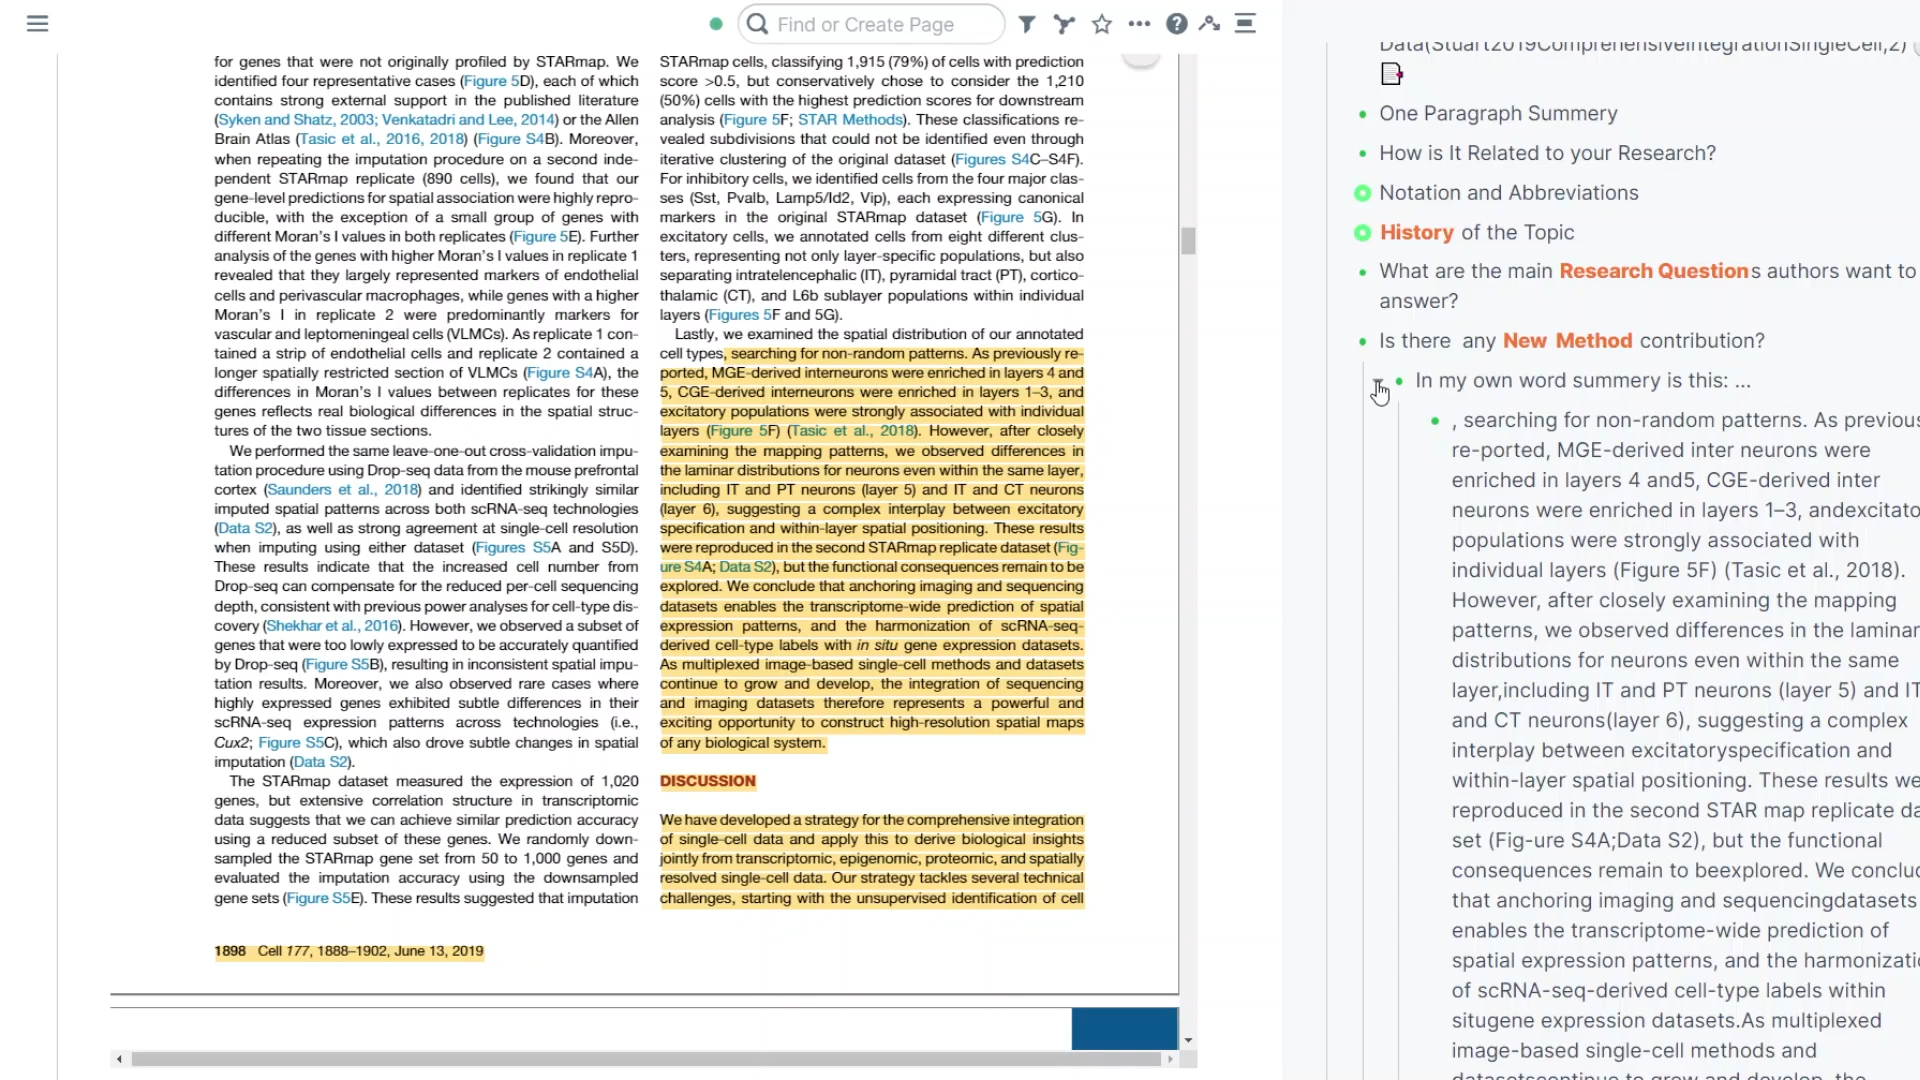 Find or Create Page
for genes that were not originally profiled by STARmap. We
identified four representative cases (Figure 5D), each of which
contains strong external support in the published literature
(Syken and Shatz, 2003; Venkatadri and Lee, 2014) or the Allen
Brain Atlas (Tasic et al., 2016, 2018) (Figure S4B). Moreover,
when repeating the imputation procedure on a second inde-
pendent STARmap replicate (890 cells), we found that our
gene-level predictions for spatial association were highly repro-
ducible, with the exception of a small group of genes with
different Moran's I values in both replicates (Figure 5E). Further
analysis of the genes with higher Moran's I values in replicate 1
revealed that they largely represented markers of endothelial
cells and perivascular macrophages, while genes with a higher
Moran's I in replicate 2 were predominantly markers for
vascular and leptomeningeal cells (VLMCs). As replicate 1 con-
tained a strip of endothelial cells and replicate 2 contained a
longer spatially restricted section of VLMCs (Figure S4A), the
differences in Moran's I values between replicates for these
genes reflects real biological differences in the spatial struc-
tures of the two tissue sections.
We performed the same leave-one-out cross-validation impu-
tation procedure using Drop-seq data from the mouse prefrontal
cortex (Saunders et al., 2018) and identified strikingly similar
imputed spatial patterns across both scRNA-seq technologies
(Data S2), as well as strong agreement at single-cell resolution
when imputing using either dataset (Figures S5A and S5D).
These results indicate that the increased cell number from
Drop-seq can compensate for the reduced per-cell sequencing
depth, consistent with previous power analyses for cell-type dis-
covery (Shekhar et al., 2016). However, we observed a subset of
genes that were too lowly expressed to be accurately quantified
by Drop-seq (Figure S5B), resulting in inconsistent spatial impu-
tation results. Moreover, we also observed rare cases where
highly expressed genes exhibited subtle differences in their
scRNA-seq expression patterns across technologies (i.e.,
Cux2; Figure S5C), which also drove subtle changes in spatial
imputation (Data S2).
The STARmap dataset measured the expression of 1,020
genes, but extensive correlation structure in transcriptomic
data suggests that we can achieve similar prediction accuracy
using a reduced subset of these genes. We randomly down-
sampled the STARmap gene set from 50 to 1,000 genes and
evaluated the imputation accuracy using the downsampled
gene sets (Figure S5E). These results suggested that imputation
STARmap cells, classifying 1,915 (79%) of cells with prediction
score >0.5, but conservatively chose to consider the 1,210
(50%) cells with the highest prediction scores for downstream
analysis (Figure 5F; STAR Methods). These classifications re-
vealed subdivisions that could not be identified even through
iterative clustering of the original dataset (Figures S4C–S4F).
For inhibitory cells, we identified cells from the four major clas-
ses (Sst, Pvalb, Lamp5/Id2, Vip), each expressing canonical
markers in the original STARmap dataset (Figure 5G). In
excitatory cells, we annotated cells from eight different clus-
ters, representing not only layer-specific populations, but also
separating intratelencephalic (IT), pyramidal tract (PT), cortico-
thalamic (CT), and L6b sublayer populations within individual
layers (Figures 5F and 5G).
Lastly, we examined the spatial distribution of our annotated
cell types, searching for non-random patterns. As previously re-
ported, MGE-derived interneurons were enriched in layers 4 and
5, CGE-derived interneurons were enriched in layers 1–3, and
excitatory populations were strongly associated with individual
layers (Figure 5F) (Tasic et al., 2018). However, after closely
examining the mapping patterns, we observed differences in
the laminar distributions for neurons even within the same layer,
including IT and PT neurons (layer 5) and IT and CT neurons
(layer 6), suggesting a complex interplay between excitatory
specification and within-layer spatial positioning. These results
were reproduced in the second STARmap replicate dataset (Fig-
ure S4A; Data S2), but the functional consequences remain to be
explored. We conclude that anchoring imaging and sequencing
datasets enables the transcriptome-wide prediction of spatial
expression patterns, and the harmonization of scRNA-seq-
derived cell-type labels with in situ gene expression datasets.
As multiplexed image-based single-cell methods and datasets
continue to grow and develop, the integration of sequencing
and imaging datasets therefore represents a powerful and
exciting opportunity to construct high-resolution spatial maps
of any biological system.
DISCUSSION
We have developed a strategy for the comprehensive integration
of single-cell data and apply this to derive biological insights
jointly from transcriptomic, epigenomic, proteomic, and spatially
resolved single-cell data. Our strategy tackles several technical
challenges, starting with the unsupervised identification of cell
1898 Cell 177, 1888–1902, June 13, 2019
Data(Stuart2019ComprehensiveIntegrationSingleCell,2)
One Paragraph Summary
How is It Related to your Research?
Notation and Abbreviations
History of the Topic
What are the main Research Questions authors want to
answer?
Is there any New Method contribution?
In my own word summery is this: ...
, searching for non-random patterns. As previous
re-ported, MGE-derived inter neurons were
enriched in layers 4 and5, CGE-derived inter
neurons were enriched in layers 1–3, andexcitato
populations were strongly associated with
individual layers (Figure 5F) (Tasic et al., 2018).
However, after closely examining the mapping
patterns, we observed differences in the laminar
distributions for neurons even within the same
layer,including IT and PT neurons (layer 5) and IT
and CT neurons(layer 6), suggesting a complex
interplay between excitatoryspecification and
within-layer spatial positioning. These results we
reproduced in the second STAR map replicate da
set (Fig-ure S4A;Data S2), but the functional
consequences remain to beexplored. We conclud
that anchoring imaging and sequencingdatasets
enables the transcriptome-wide prediction of
spatial expression patterns, and the harmonizatio
of scRNA-seq-derived cell-type labels within
situgene expression datasets.As multiplexed
image-based single-cell methods and
datasetscontinue to grow and develop, the